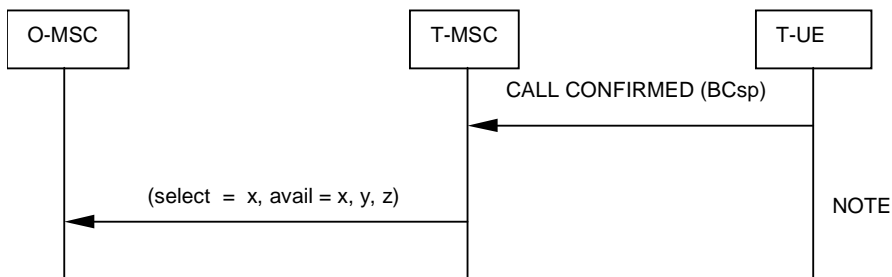 O-MSC
T-MSC
T-UE
CALL CONFIRMED (BCsp)
(select = x, avail = x, y, z)
NOTE